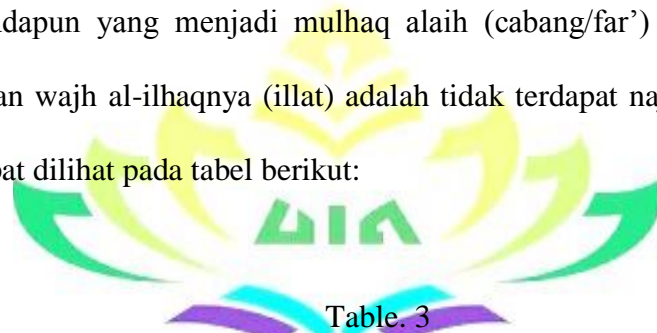 dapun yang menjadi mulhaq alaih (cabang/far’)
an wajh al-ilhaqnya (illat) adalah tidak terdapat na
at dilihat pada tabel berikut:
UIN
Table. 3